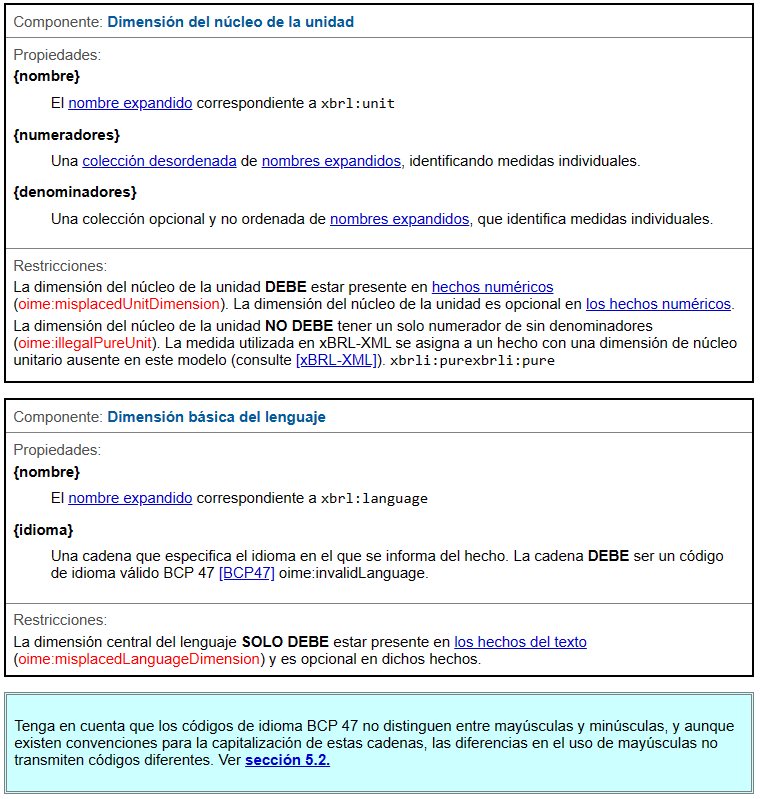 Componente: Dimensión del núcleo de la unidad
Propiedades:
{nombre}
El nombre expandido correspondiente a xbrl:unit
{numeradores}
Una colección desordenada de nombres expandidos, identificando medidas individuales.
{denominadores}
Una colección opcional y no ordenada de nombres expandidos, que identifica medidas individuales.
Restricciones:
La dimensión del núcleo de la unidad DEBE estar presente en hechos numéricos
(oime:misplacedUnitDimension). La dimensión del núcleo de la unidad es opcional en los hechos numéricos.
La dimensión del núcleo de la unidad NO DEBE tener un solo numerador de sin denominadores
(oime:illegalPureUnit). La medida utilizada en xBRL-XML se asigna a un hecho con una dimensión de núcleo
unitario ausente en este modelo (consulte [xBRL-XML]). xbrli:purexbrli:pure
Componente: Dimensión básica del lenguaje
Propiedades:
{nombre}
El nombre expandido correspondiente a xbrl:language
{idioma}
Una cadena que especifica el idioma en el que se informa del hecho. La cadena DEBE ser un código
de idioma válido BCP 47 [BCP47] oime:invalidLanguage.
Restricciones:
La dimensión central del lenguaje SOLO DEBE estar presente en los hechos del texto
(oime:misplacedLanguageDimension) y es opcional en dichos hechos.
Tenga en cuenta que los códigos de idioma BCP 47 no distinguen entre mayúsculas y minúsculas, y aunque
existen convenciones para la capitalización de estas cadenas, las diferencias en el uso de mayúsculas no
transmiten códigos diferentes. Ver sección 5.2.